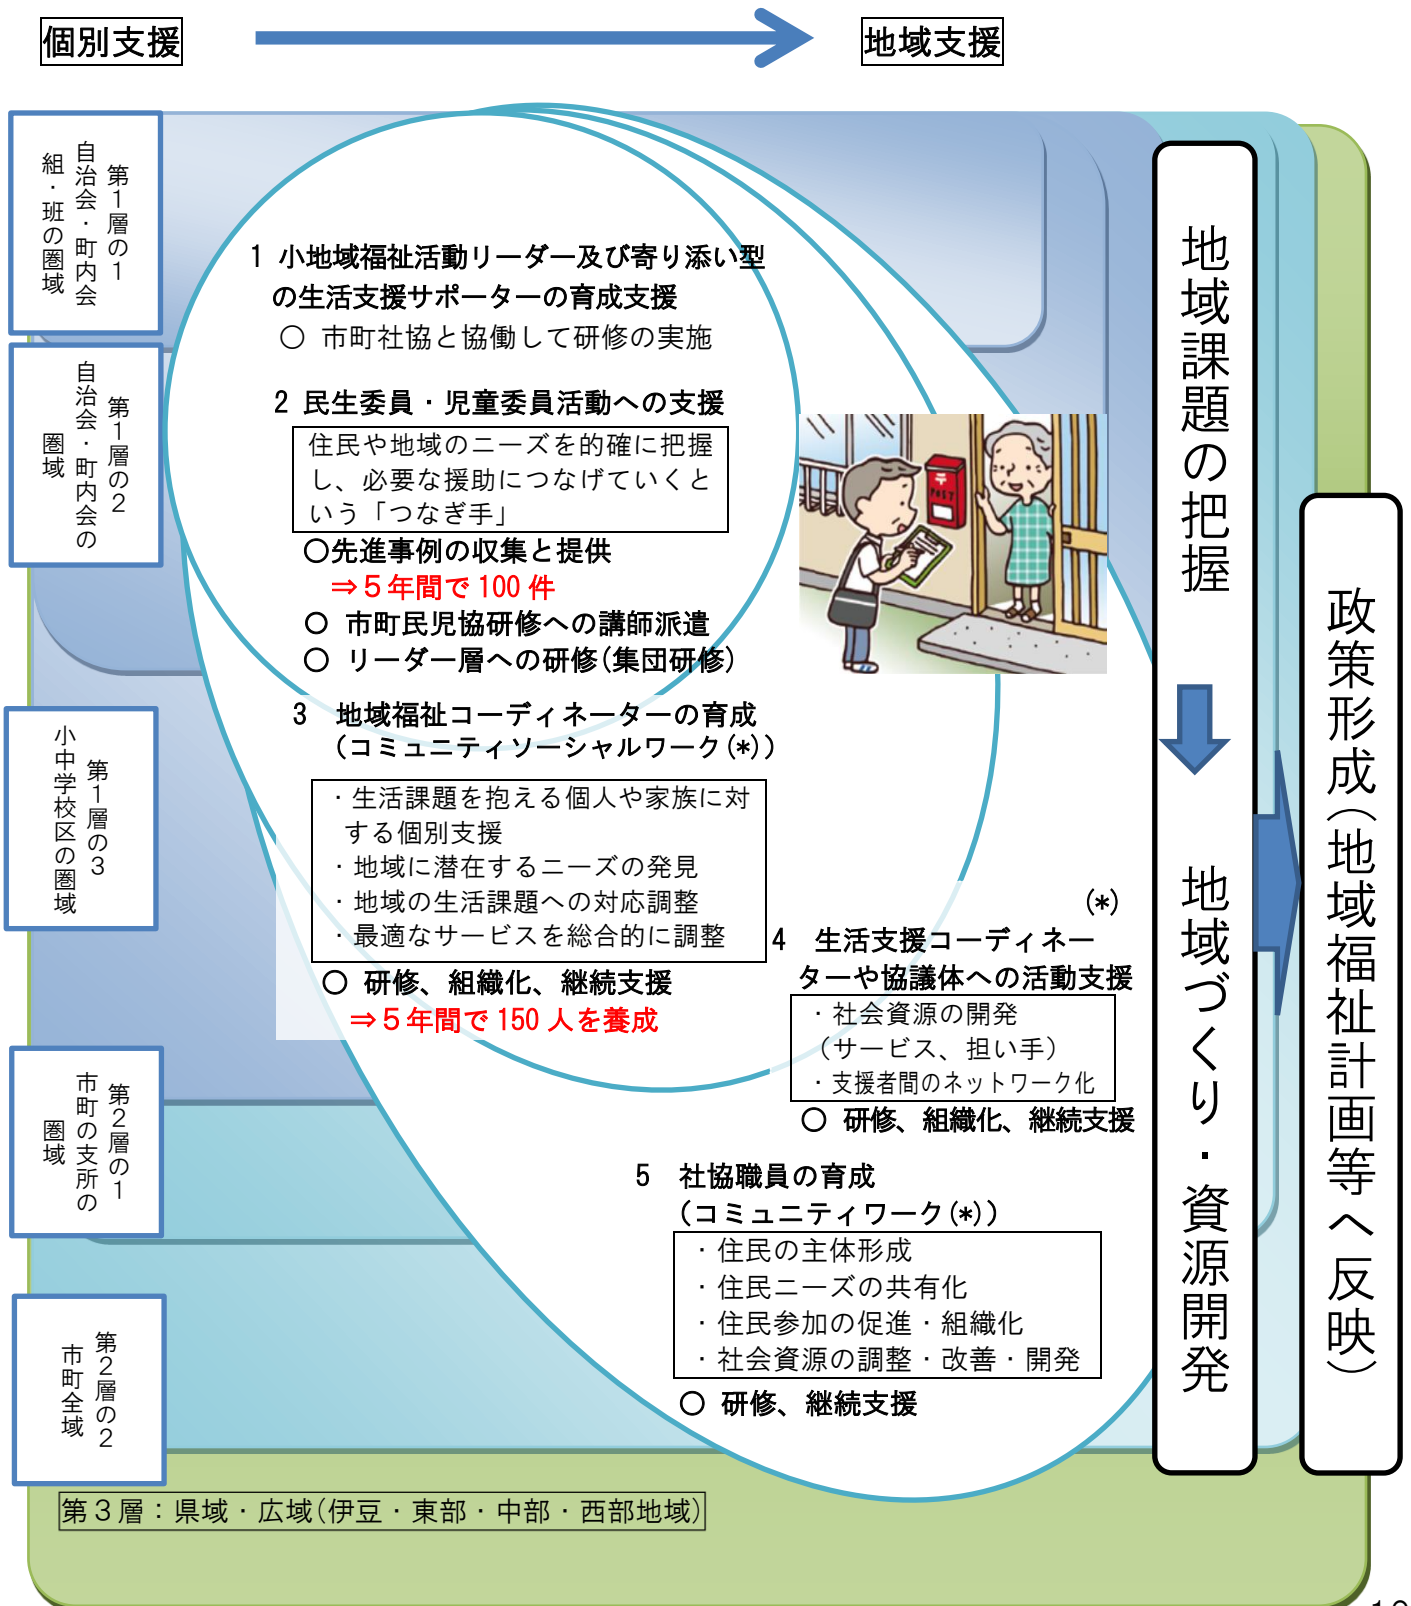 個別支援
地域支援
第1層の1
自治会・町内会
組・班の圏域
第1層の2
自治会・町内会の
圏域
第1層の3
小中学校区の圏域
第2層の1
市町の支所の
圏域
第2層の2
市町全域
1 小地域福祉活動リーダー及び寄り添い型
の生活支援サポーターの育成支援
○ 市町社協と協働して研修の実施
2 民生委員・児童委員活動への支援
住民や地域のニーズを的確に把握
し、必要な援助につなげていくと
いう「つなぎ手」
○先進事例の収集と提供
⇒5年間で100件
○ 市町民児協研修への講師派遣
○ リーダー層への研修(集団研修)
POST
3 地域福祉コーディネーターの育成
(コミュニティソーシャルワーク(*))
・生活課題を抱える個人や家族に対
する個別支援
・地域に潜在するニーズの発見
・地域の生活課題への対応調整
・最適なサービスを総合的に調整
○ 研修、組織化、継続支援
⇒5年間で150人を養成
(*)
4 生活支援コーディネー
ターや協議体への活動支援
・社会資源の開発
(サービス、担い手)
・支援者間のネットワーク化
○ 研修、組織化、継続支援
5 社協職員の育成
(コミュニティワーク(*))
・住民の主体形成
・住民ニーズの共有化
・住民参加の促進・組織化
・社会資源の調整・改善・開発
○ 研修、継続支援
地域課題の把握
地域づくり・資源開発
政策形成(地域福祉計画等へ反映)
第3層：県域・広域(伊豆・東部・中部・西部地域)